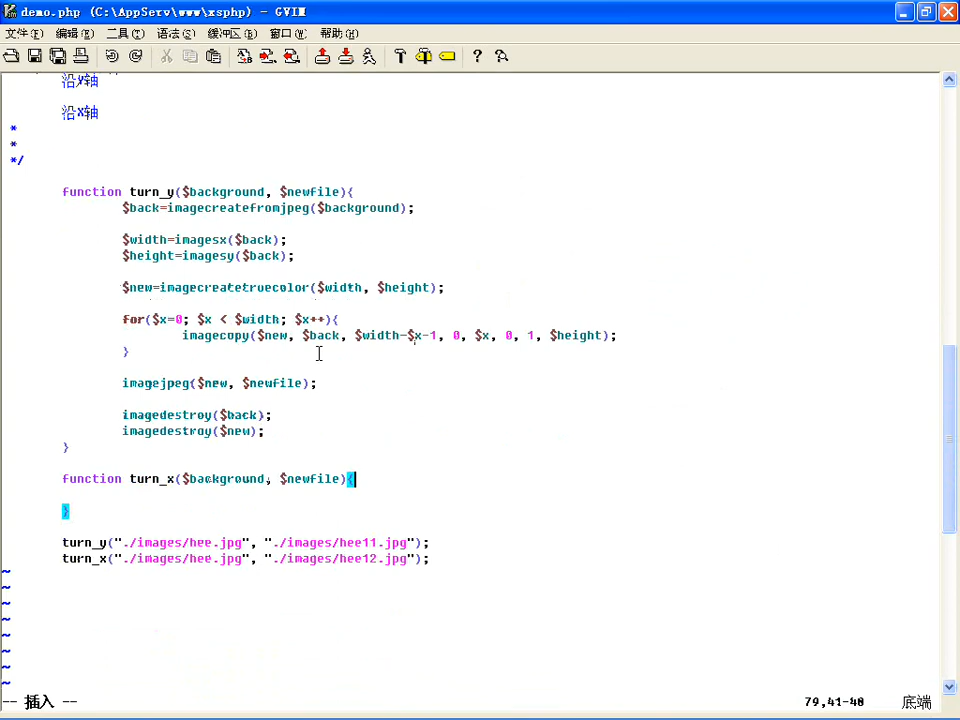 demo.php (C:\AppServ\www\xsphp) - GVIM
文件(F) 编辑(E) 工具(T) 语法(S) 缓冲区(B) 窗口(W) 帮助(H)
沿y轴
沿x轴
*
*
*/
function turn_y($background, $newfile){
$back=imagecreatefromjpeg($background);
$width=imagesx($back);
$height=imagesy($back);
$new=imagecreatetruecolor($width, $height);
for($x=0; $x < $width; $x++){
imagecopy($new, $back, $width-$x-1, 0, $x, 0, 1, $height);
}
imagejpeg($new, $newfile);
imagedestroy($back);
imagedestroy($new);
}
function turn_x($background, $newfile){
}
turn_y("./images/hee.jpg", "./images/hee11.jpg");
turn_x("./images/hee.jpg", "./images/hee12.jpg");
~
~
~
~
~
~
~
~
-- 插入 -- 79,41-48 底端